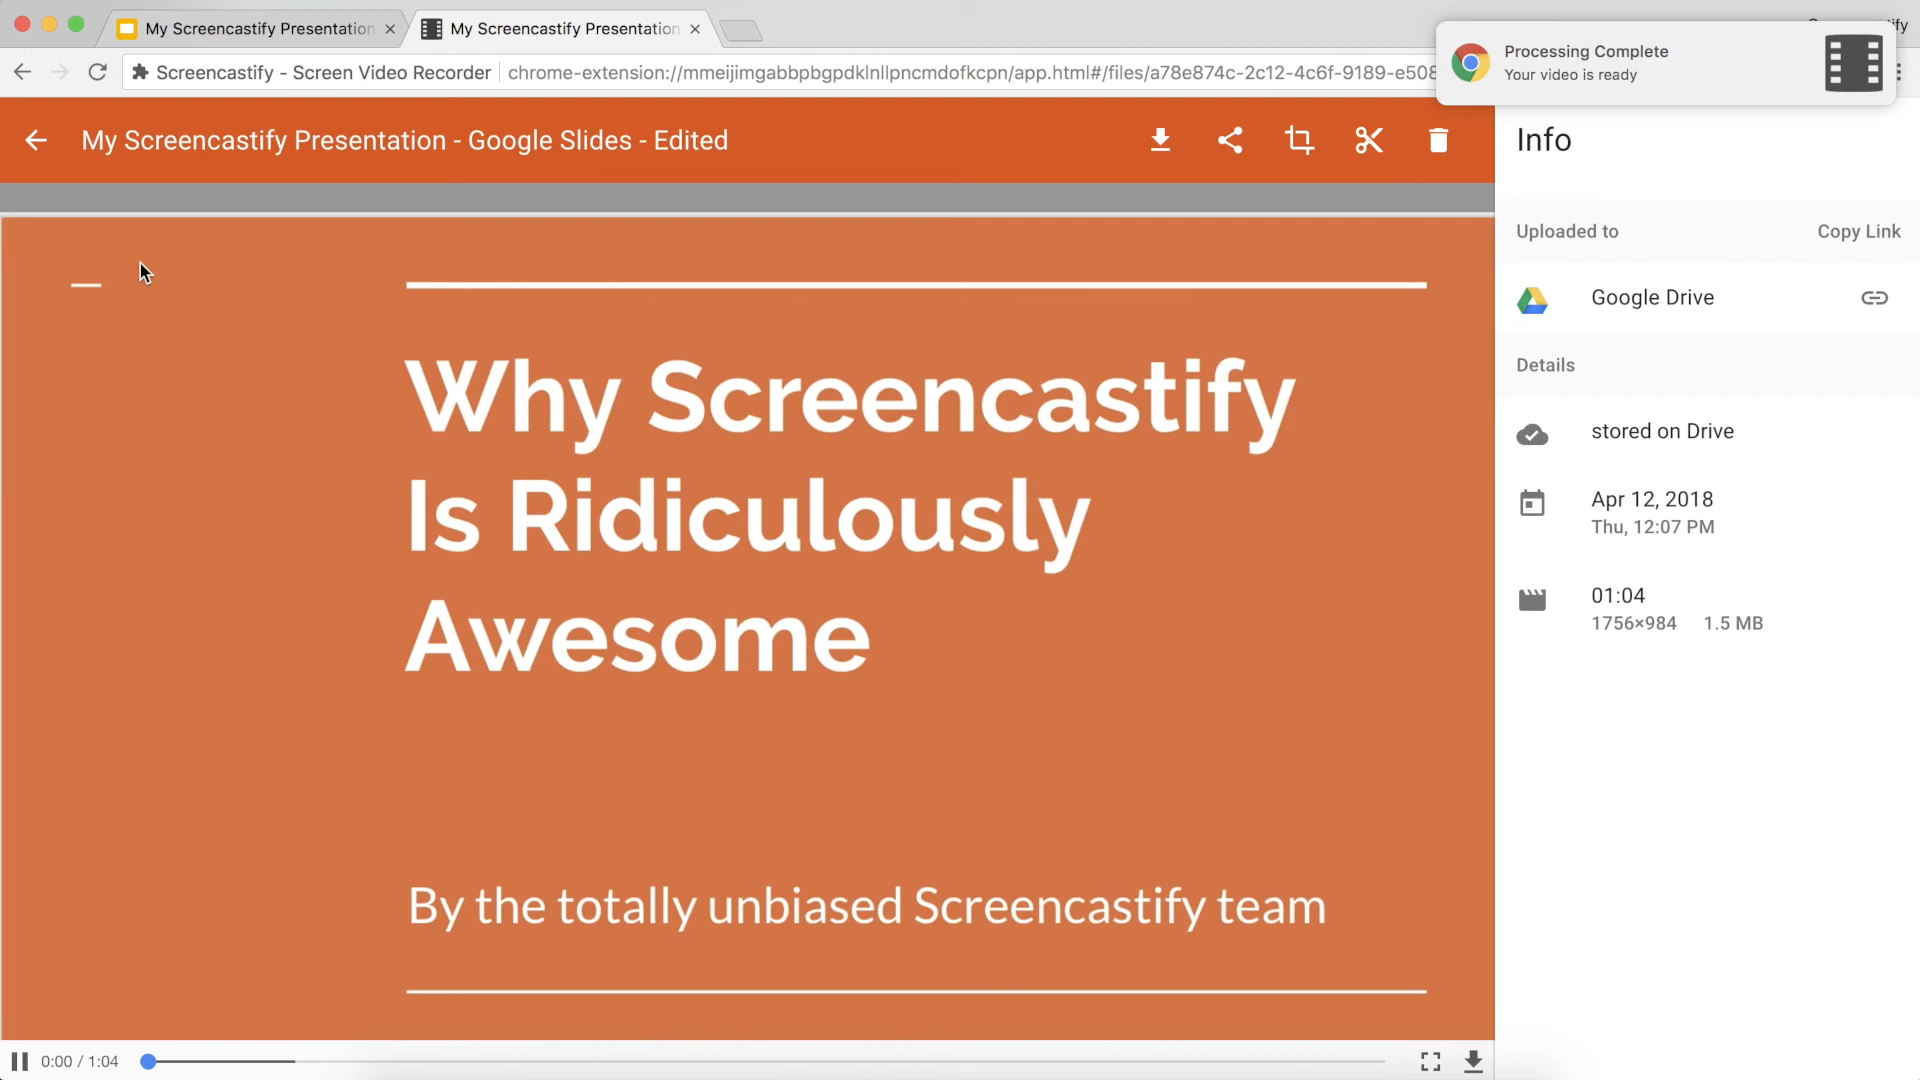 My Screencastify Presentation
My Screencastify Presentation
Screencastify - Screen Video Recorder
chrome-extension://mmeijimgabbpbgpdklnllpncmdofkcpn/app.html#/files/a78e874c-2c12-4c6f-9189-e508
Processing Complete
Your video is ready
My Screencastify Presentation - Google Slides - Edited
Info
Uploaded to
Copy Link
Google Drive
Details
stored on Drive
Apr 12, 2018
Thu, 12:07 PM
01:04
1756×984 1.5 MB
Why Screencastify
Is Ridiculously
Awesome
By the totally unbiased Screencastify team
0:00 / 1:04